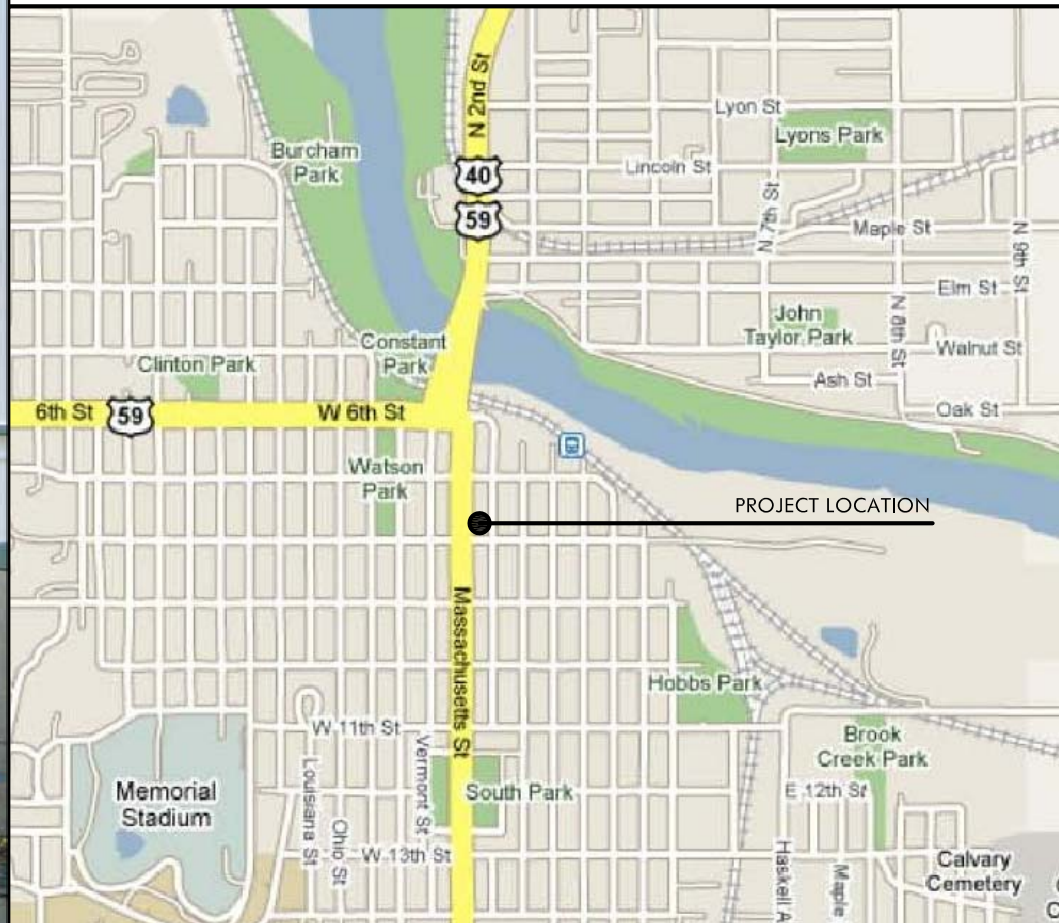 N 2nd St
Lyon St
Lyons Park
Burcham
Park
Lincoln St
40
59
N 7th St
Maple St
N 9th St
Elm St
John
Taylor Park
N 8th St
Constant
Park
Walnut St
Clinton Park
Ash St
6th St
59
W 6th St
Oak St
Watson
Park
PROJECT LOCATION
Massachusetts St
Hobbs Park
W 11th St
Vermont St
Brook
Creek Park
Memorial
Stadium
Louisiana St
South Park
E 12th St
Ohio St
W 13th St
Haskell A
Maple
Calvary
Cemetery